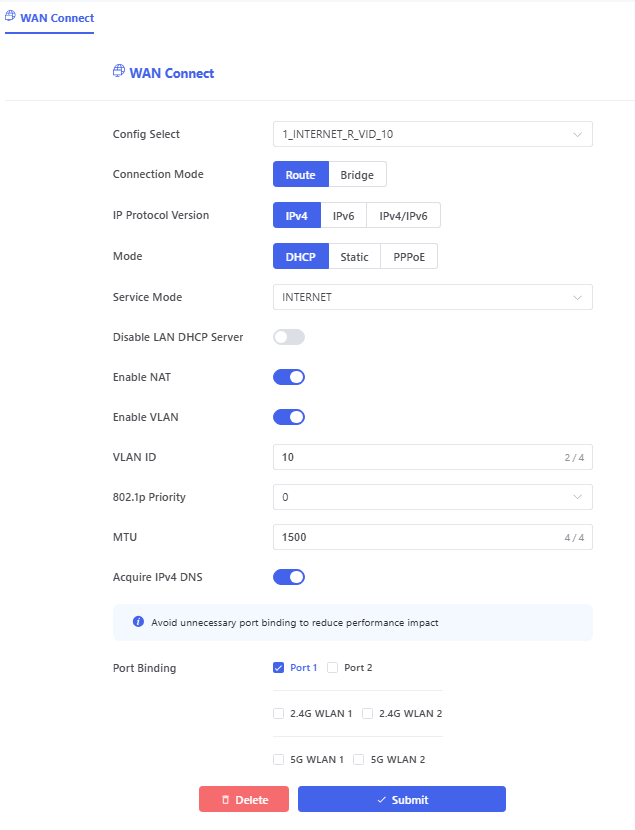 WAN Connect
WAN Connect
Config Select 1_INTERNET_R_VID_10
Connection Mode Route Bridge
IP Protocol Version IPv4 IPv6 IPv4/IPv6
Mode DHCP Static PPPoE
Service Mode INTERNET
Disable LAN DHCP Server
Enable NAT
Enable VLAN
VLAN ID 10 2 / 4
802.1p Priority 0
MTU 1500 4 / 4
Acquire IPv4 DNS
Avoid unnecessary port binding to reduce performance impact
Port Binding Port 1 Port 2
2.4G WLAN 1 2.4G WLAN 2
5G WLAN 1 5G WLAN 2
Delete Submit